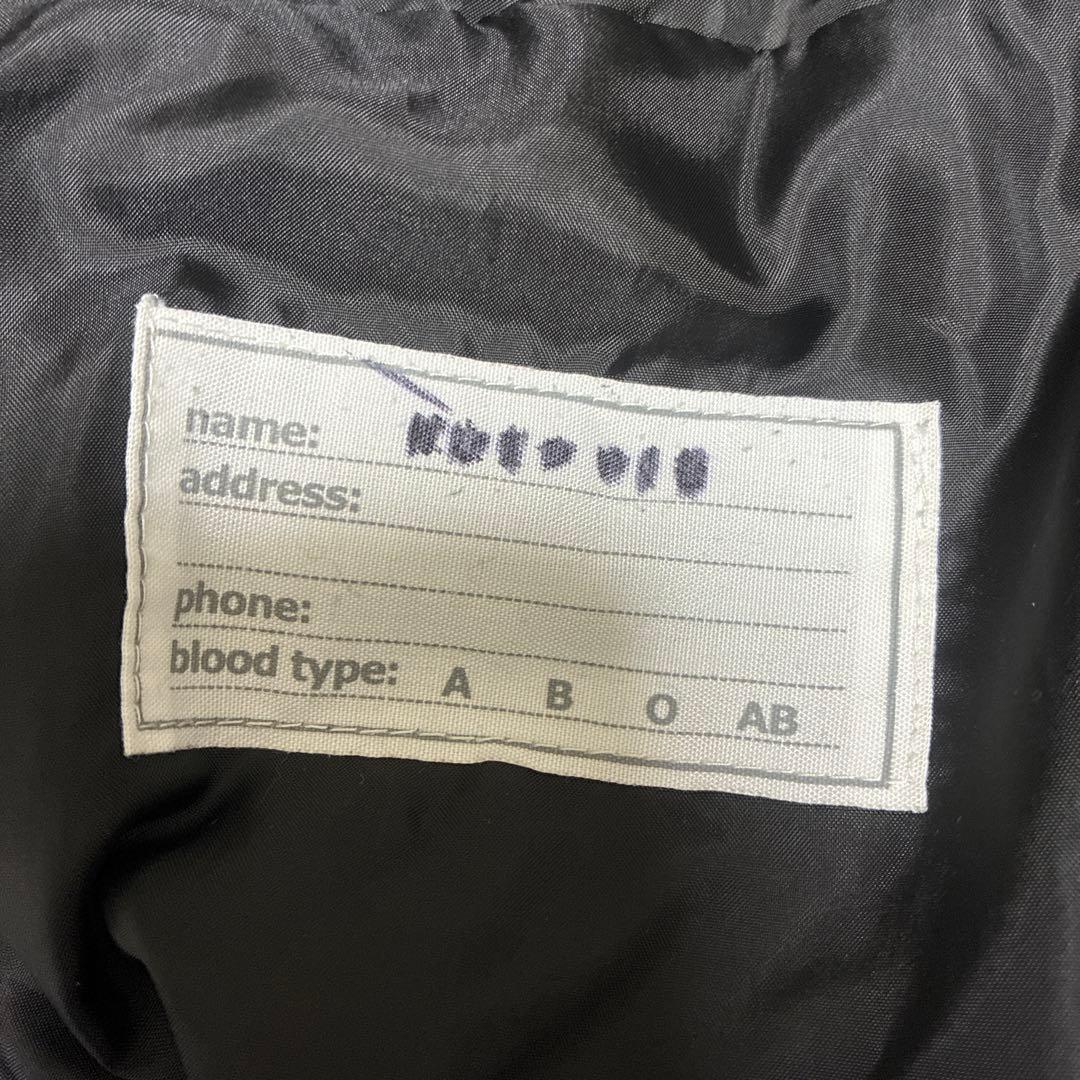 name:
address:
phone:
blood type: A B O AB